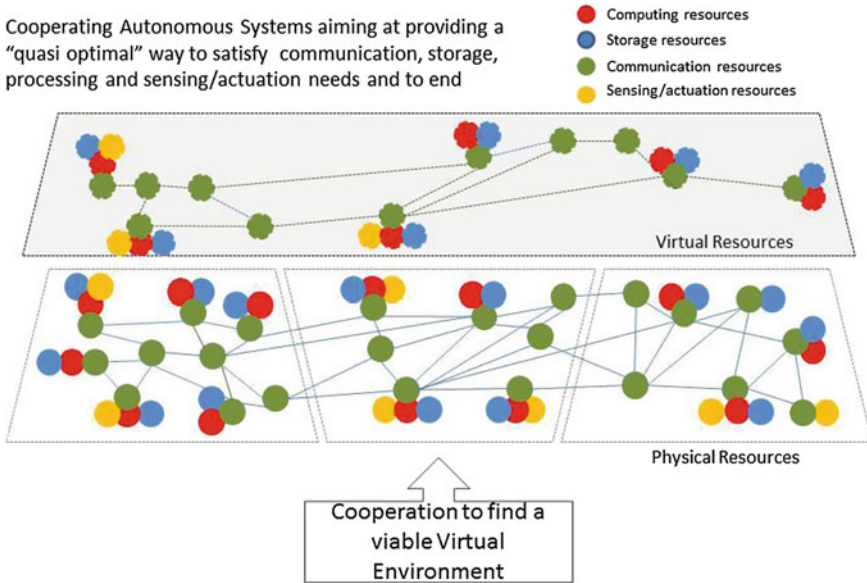 Cooperating Autonomous Systems aiming at providing a
“quasi optimal” way to satisfy communication, storage,
processing and sensing/actuation needs and to end
Computing resources
Storage resources
Communication resources
Sensing/actuation resources
Virtual Resources
Physical Resources
Cooperation to find a
viable Virtual
Environment